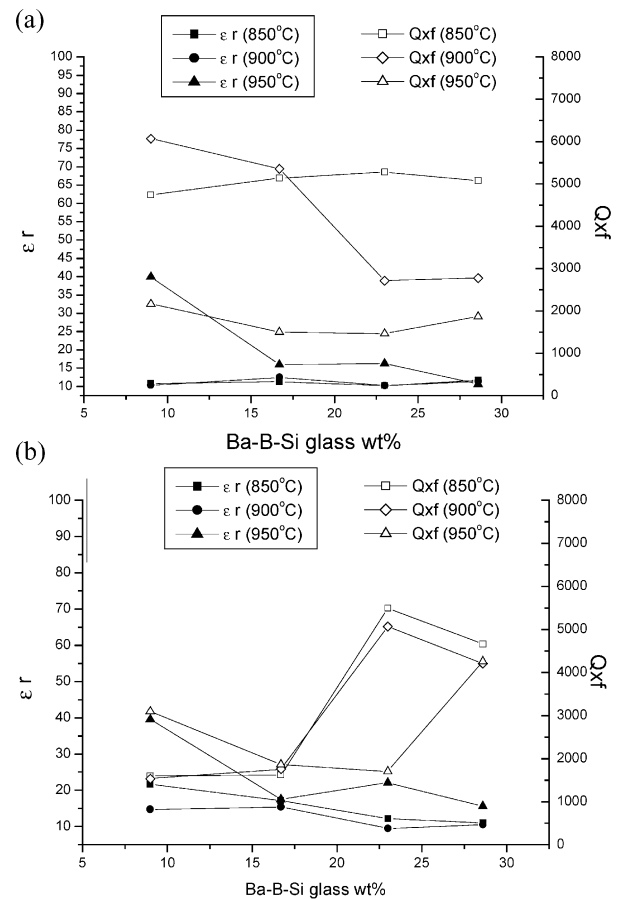 (a)
ε r (850°C)
ε r (900°C)
ε r (950°C)
Qxf (850°C)
Qxf (900°C)
Qxf (950°C)
100
95
90
85
80
75
70
65
60
55
50
45
40
35
30
25
20
15
10
ε r
8000
7000
6000
5000
4000
3000
2000
1000
0
Qxf
5 10 15 20 25 30
Ba-B-Si glass wt%
(b)
ε r (850°C)
ε r (900°C)
ε r (950°C)
Qxf (850°C)
Qxf (900°C)
Qxf (950°C)
100
90
80
70
60
50
40
30
20
10
ε r
8000
7000
6000
5000
4000
3000
2000
1000
0
Qxf
5 10 15 20 25 30
Ba-B-Si glass wt%